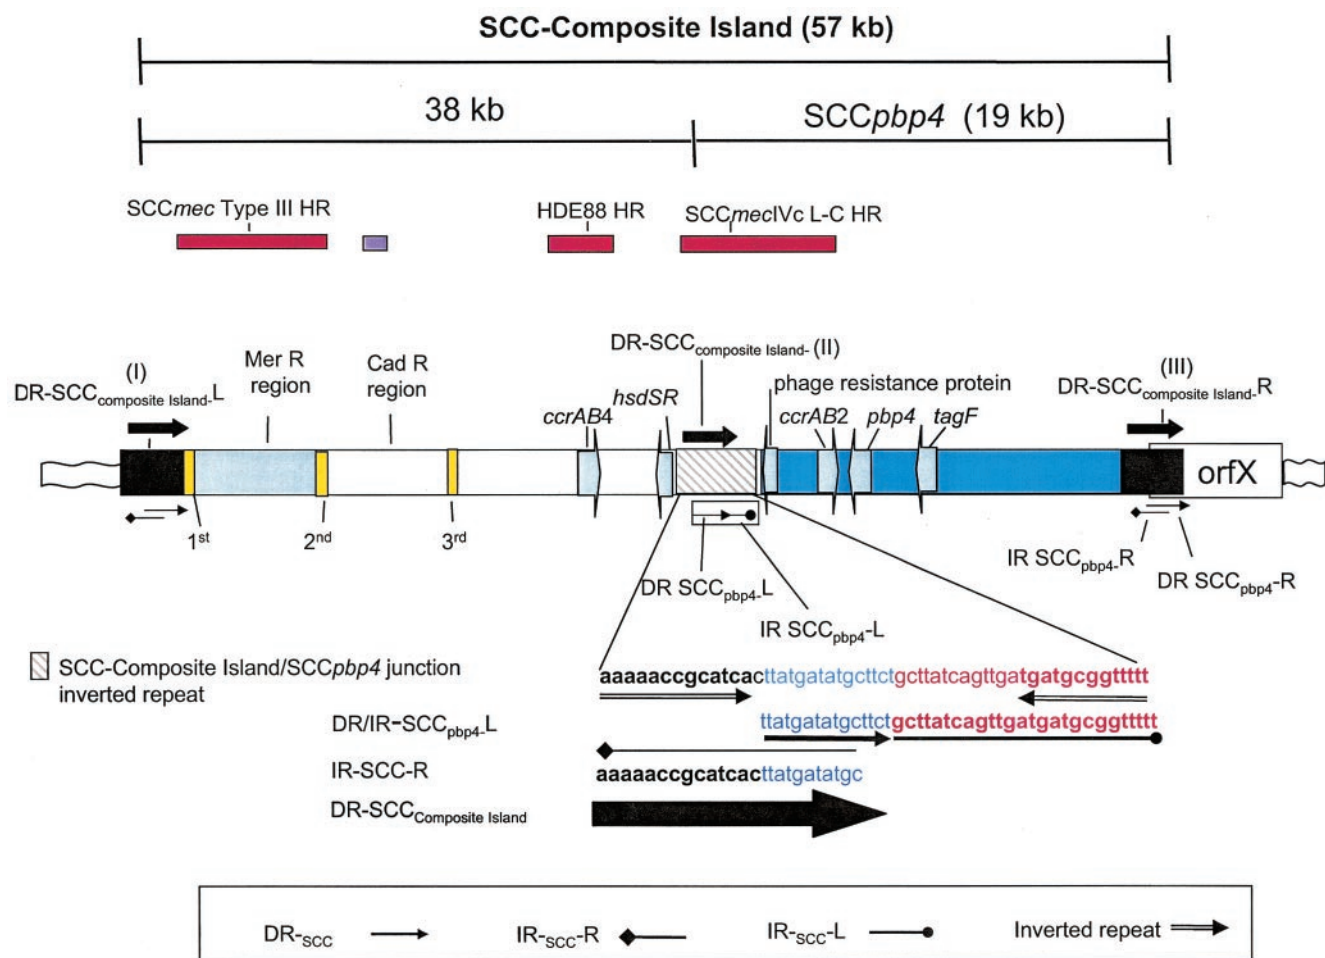 SCC-Composite Island (57 kb)
38 kb
SCCpbp4 (19 kb)
SCCmec Type III HR
HDE88 HR
SCCmecIVc L-C HR
(I)
DR-SCCcomposite Island-L
Mer R
region
Cad R
region
ccrAB4
hsdSR
DR-SCCcomposite Island- (II)
phage resistance protein
ccrAB2
pbp4
tagF
(III)
DR-SCCcomposite Island-R
orfX
1st
2nd
3rd
DR SCCpbp4-L
IR SCCpbp4-L
IR SCCpbp4-R
DR SCCpbp4-R
SCC-Composite Island/SCCpbp4 junction
inverted repeat
aaaaaccgcatcacttatgatatgcttctgcttatcagttgatgatgcggttttt
DR/IR-SCCpbp4-L
ttatgatatgcttctgcttatcagttgatgatgcggttttt
IR-SCC-R
aaaaaccgcatcacttatgatatgc
DR-SCCComposite Island
DR-SCC
IR-SCC-R
IR-SCC-L
Inverted repeat